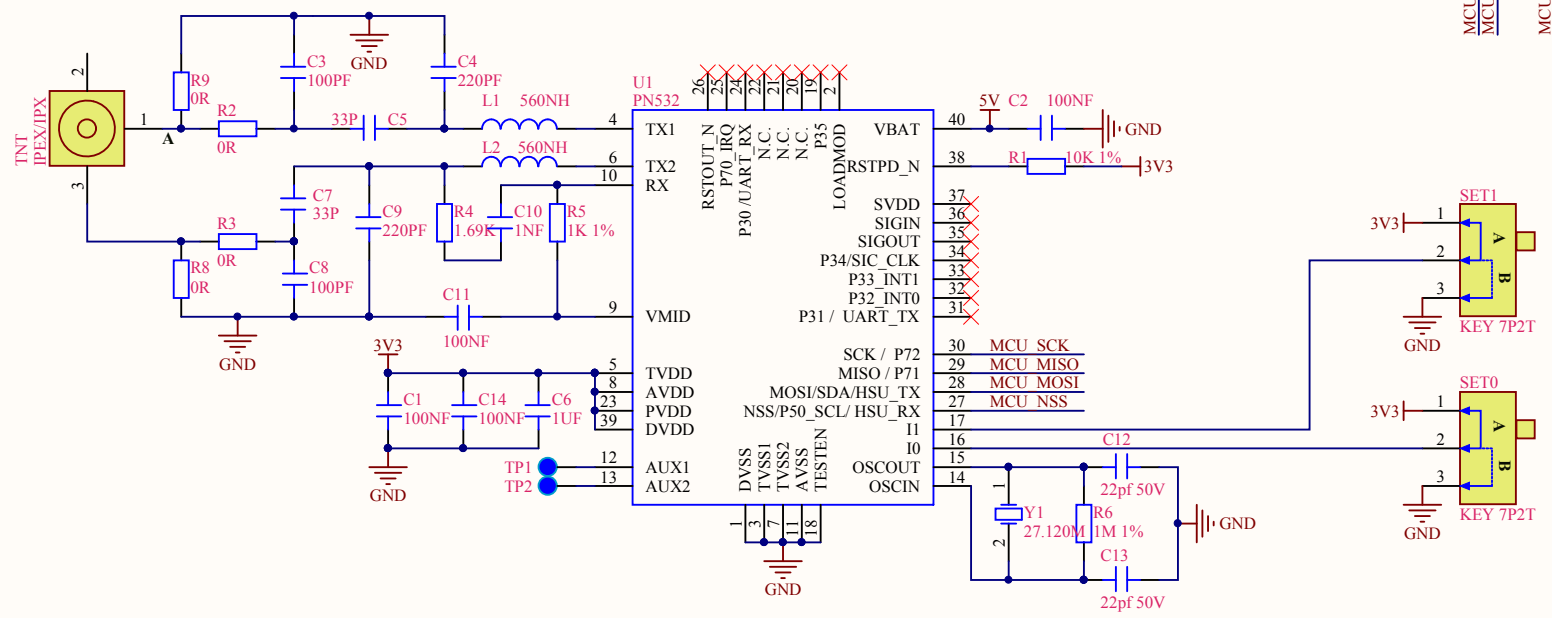 MCU
MCU
MCU
GND
2
R9
0R
C3
100PF
C4
220PF
TNT
IPEX/IPX
1
A
R2
0R
33P
C5
L1
560NH
L2
560NH
3
C7
33P
R3
0R
C9
220PF
R4
1.69K
C10
1NF
R5
1K 1%
R8
0R
C8
100PF
C11
100NF
GND
U1
PN532
26
25
24
22
21
20
19
2
RSTOUT_N
P70_IRQ
P30 /UART_RX
N.C.
N.C.
N.C.
P35
LOADMOD
4
TX1
6
TX2
10
RX
9
VMID
5
TVDD
8
AVDD
23
PVDD
39
DVDD
12
AUX1
13
AUX2
3V3
C1
100NF
C14
100NF
C6
1UF
GND
TP1
TP2
DVSS
TVSS1
TVSS2
AVSS
TESTEN
1
3
7
11
18
GND
VBAT
40
5V
C2
100NF
GND
RSTPD_N
38
R1
10K 1%
3V3
SVDD
37
SIGIN
36
SIGOUT
35
P34/SIC_CLK
34
P33_INT1
33
P32_INT0
32
P31 / UART_TX
31
SCK / P72
30
MCU_SCK
MISO / P71
29
MCU_MISO
MOSI/SDA/HSU_TX
28
MCU_MOSI
NSS/P50_SCL/ HSU_RX
27
MCU_NSS
I1
17
I0
16
OSCOUT
15
OSCIN
14
C12
22pf 50V
1
Y1
27.120M
2
R6
1M 1%
C13
22pf 50V
GND
SET1
3V3
1
2
3
A
B
GND
KEY 7P2T
SET0
3V3
1
2
3
A
B
GND
KEY 7P2T